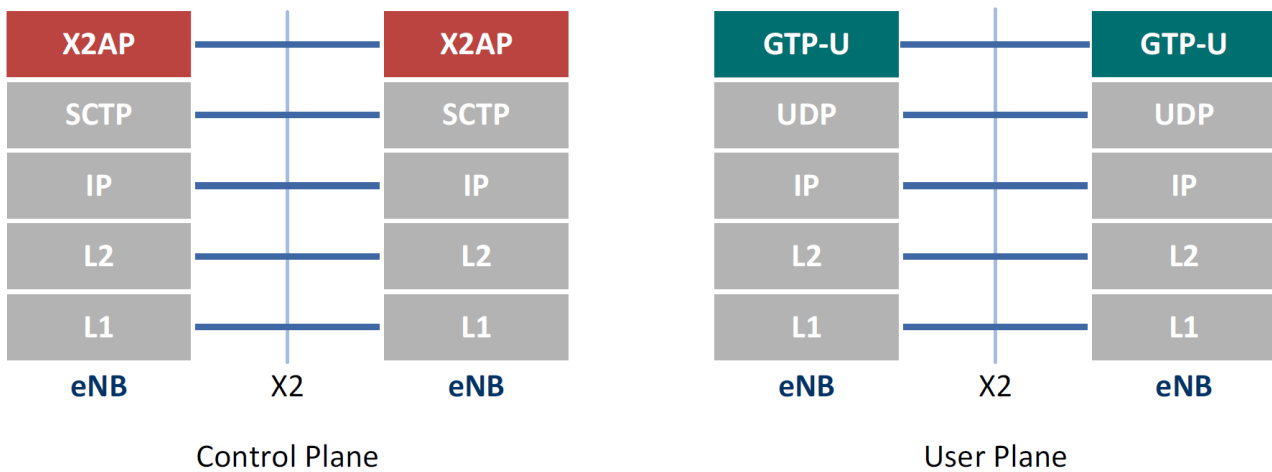 X2AP X2AP GTP-U GTP-U
SCTP SCTP UDP UDP
IP IP IP IP
L2 L2 L2 L2
L1 L1 L1 L1
eNB X2 eNB eNB X2 eNB
Control Plane User Plane